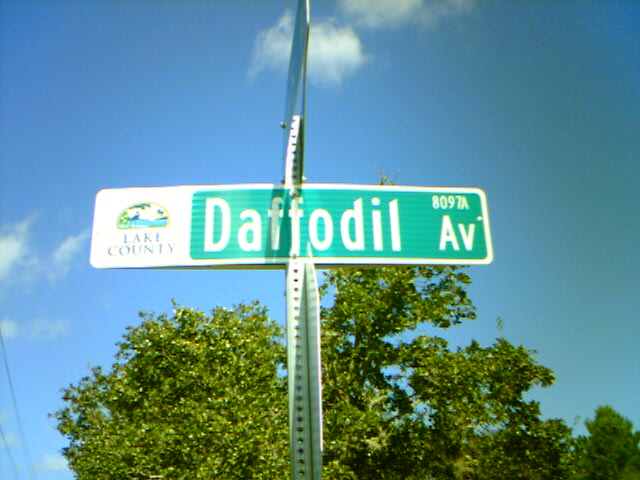 LAKE
COUNTY
Daffodil Av
8097A